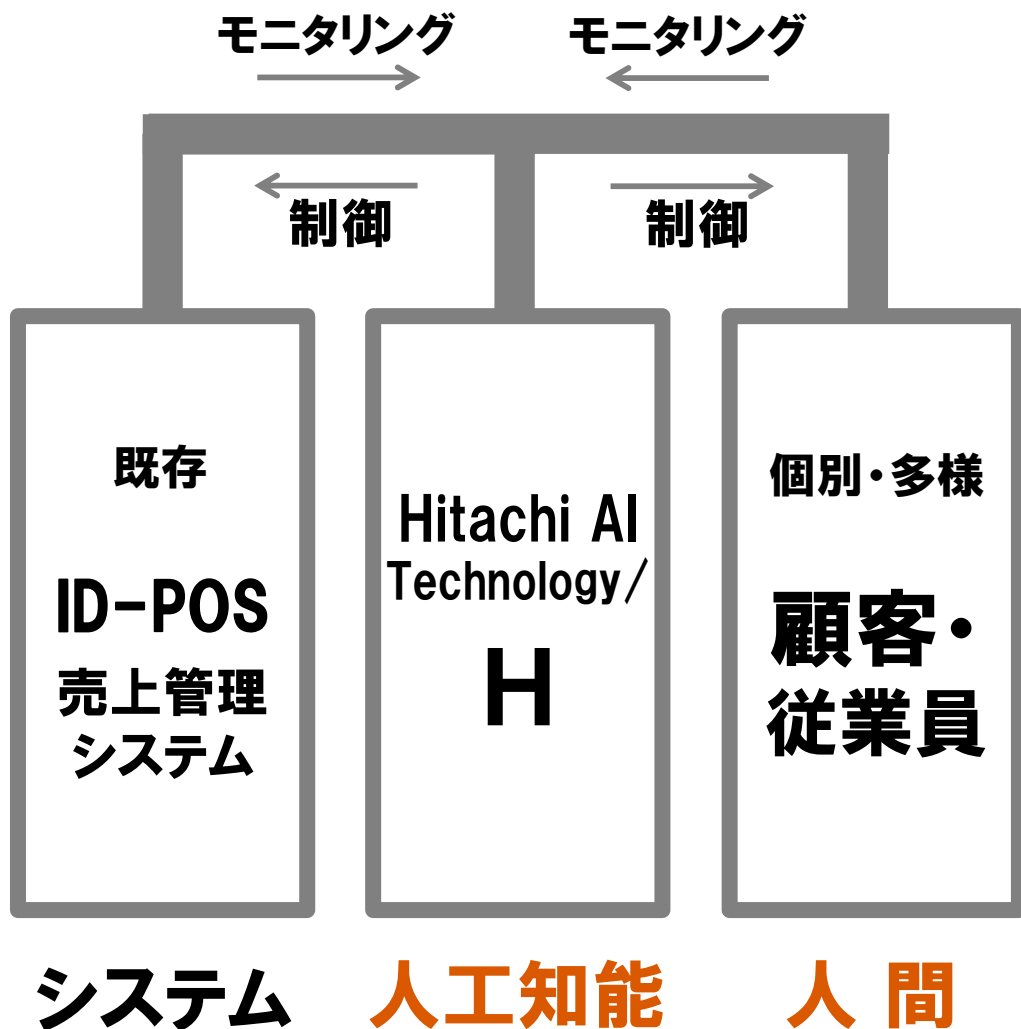 モニタリング
モニタリング
制御
制御
既存
ID-POS
売上管理
システム
Hitachi AI
Technology/
H
個別・多様
顧客・
従業員
システム
人工知能
人 間